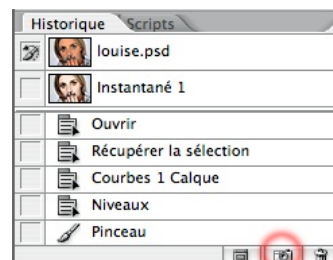 Historique Scripts
louise.psd
Instantané 1
Ouvrir
Récupérer la sélection
Courbes 1 Calque
Niveaux
Pinceau